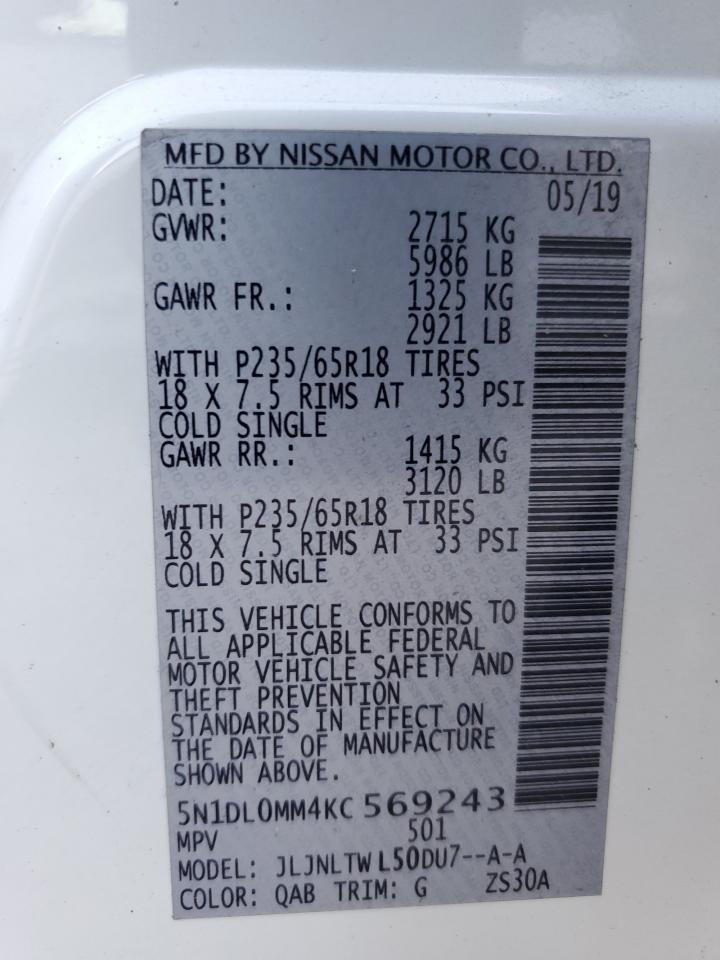 MFD BY NISSAN MOTOR CO., LTD.
DATE: 05/19
GVWR: 2715 KG
5986 LB
GAWR FR.: 1325 KG
2921 LB
WITH P235/65R18 TIRES
18 X 7.5 RIMS AT 33 PSI
COLD SINGLE
GAWR RR.: 1415 KG
3120 LB
WITH P235/65R18 TIRES
18 X 7.5 RIMS AT 33 PSI
COLD SINGLE
THIS VEHICLE CONFORMS TO
ALL APPLICABLE FEDERAL
MOTOR VEHICLE SAFETY AND
THEFT PREVENTION
STANDARDS IN EFFECT ON
THE DATE OF MANUFACTURE
SHOWN ABOVE.
5N1DL0MM4KC 569243
MPV 501
MODEL: JLJNLTW L50DU7--A-A
COLOR: QAB TRIM: G ZS30A